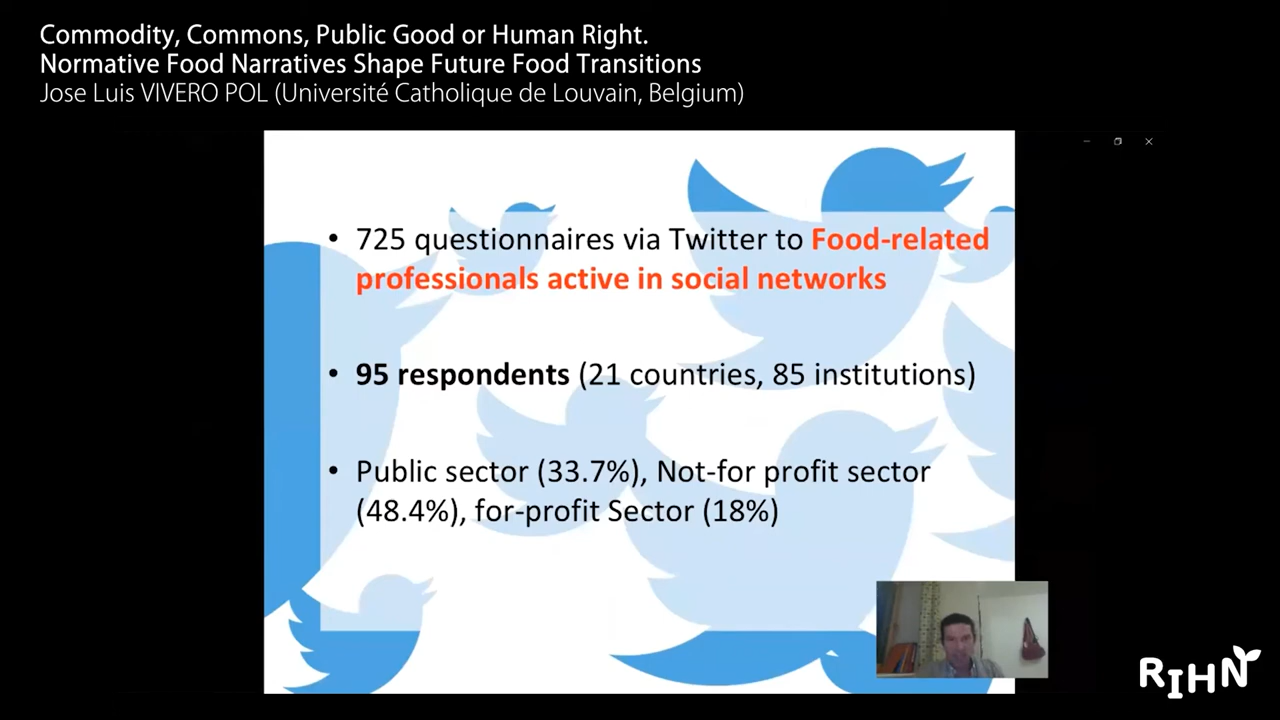 Commodity, Commons, Public Good or Human Right.
Normative Food Narratives Shape Future Food Transitions
Jose Luis VIVERO POL (Université Catholique de Louvain, Belgium)
• 725 questionnaires via Twitter to Food-related
professionals active in social networks
• 95 respondents (21 countries, 85 institutions)
• Public sector (33.7%), Not-for profit sector
(48.4%), for-profit Sector (18%)
RIHN